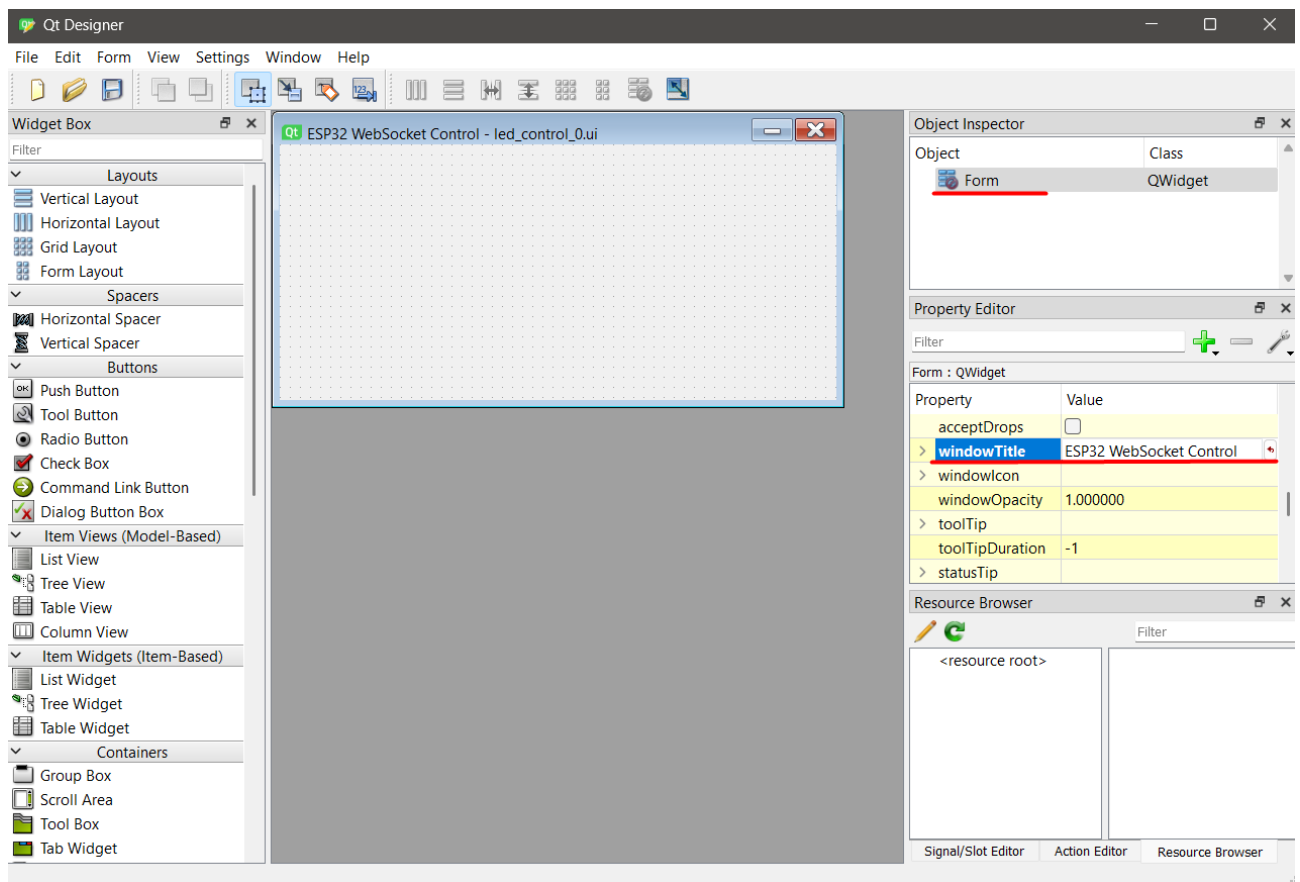 Qt Designer
File Edit Form View Settings Window Help
Widget Box
Filter
Layouts
Vertical Layout
Horizontal Layout
Grid Layout
Form Layout
Spacers
Horizontal Spacer
Vertical Spacer
Buttons
Push Button
Tool Button
Radio Button
Check Box
Command Link Button
Dialog Button Box
Item Views (Model-Based)
List View
Tree View
Table View
Column View
Item Widgets (Item-Based)
List Widget
Tree Widget
Table Widget
Containers
Group Box
Scroll Area
Tool Box
Tab Widget
ESP32 WebSocket Control - led_control_0.ui
Object Inspector
Object Class
Form QWidget
Property Editor
Filter
Form : QWidget
Property Value
acceptDrops
windowTitle ESP32 WebSocket Control
windowIcon
windowOpacity 1.000000
toolTip
toolTipDuration -1
statusTip
Resource Browser
Filter
<resource root>
Signal/Slot Editor Action Editor Resource Browser